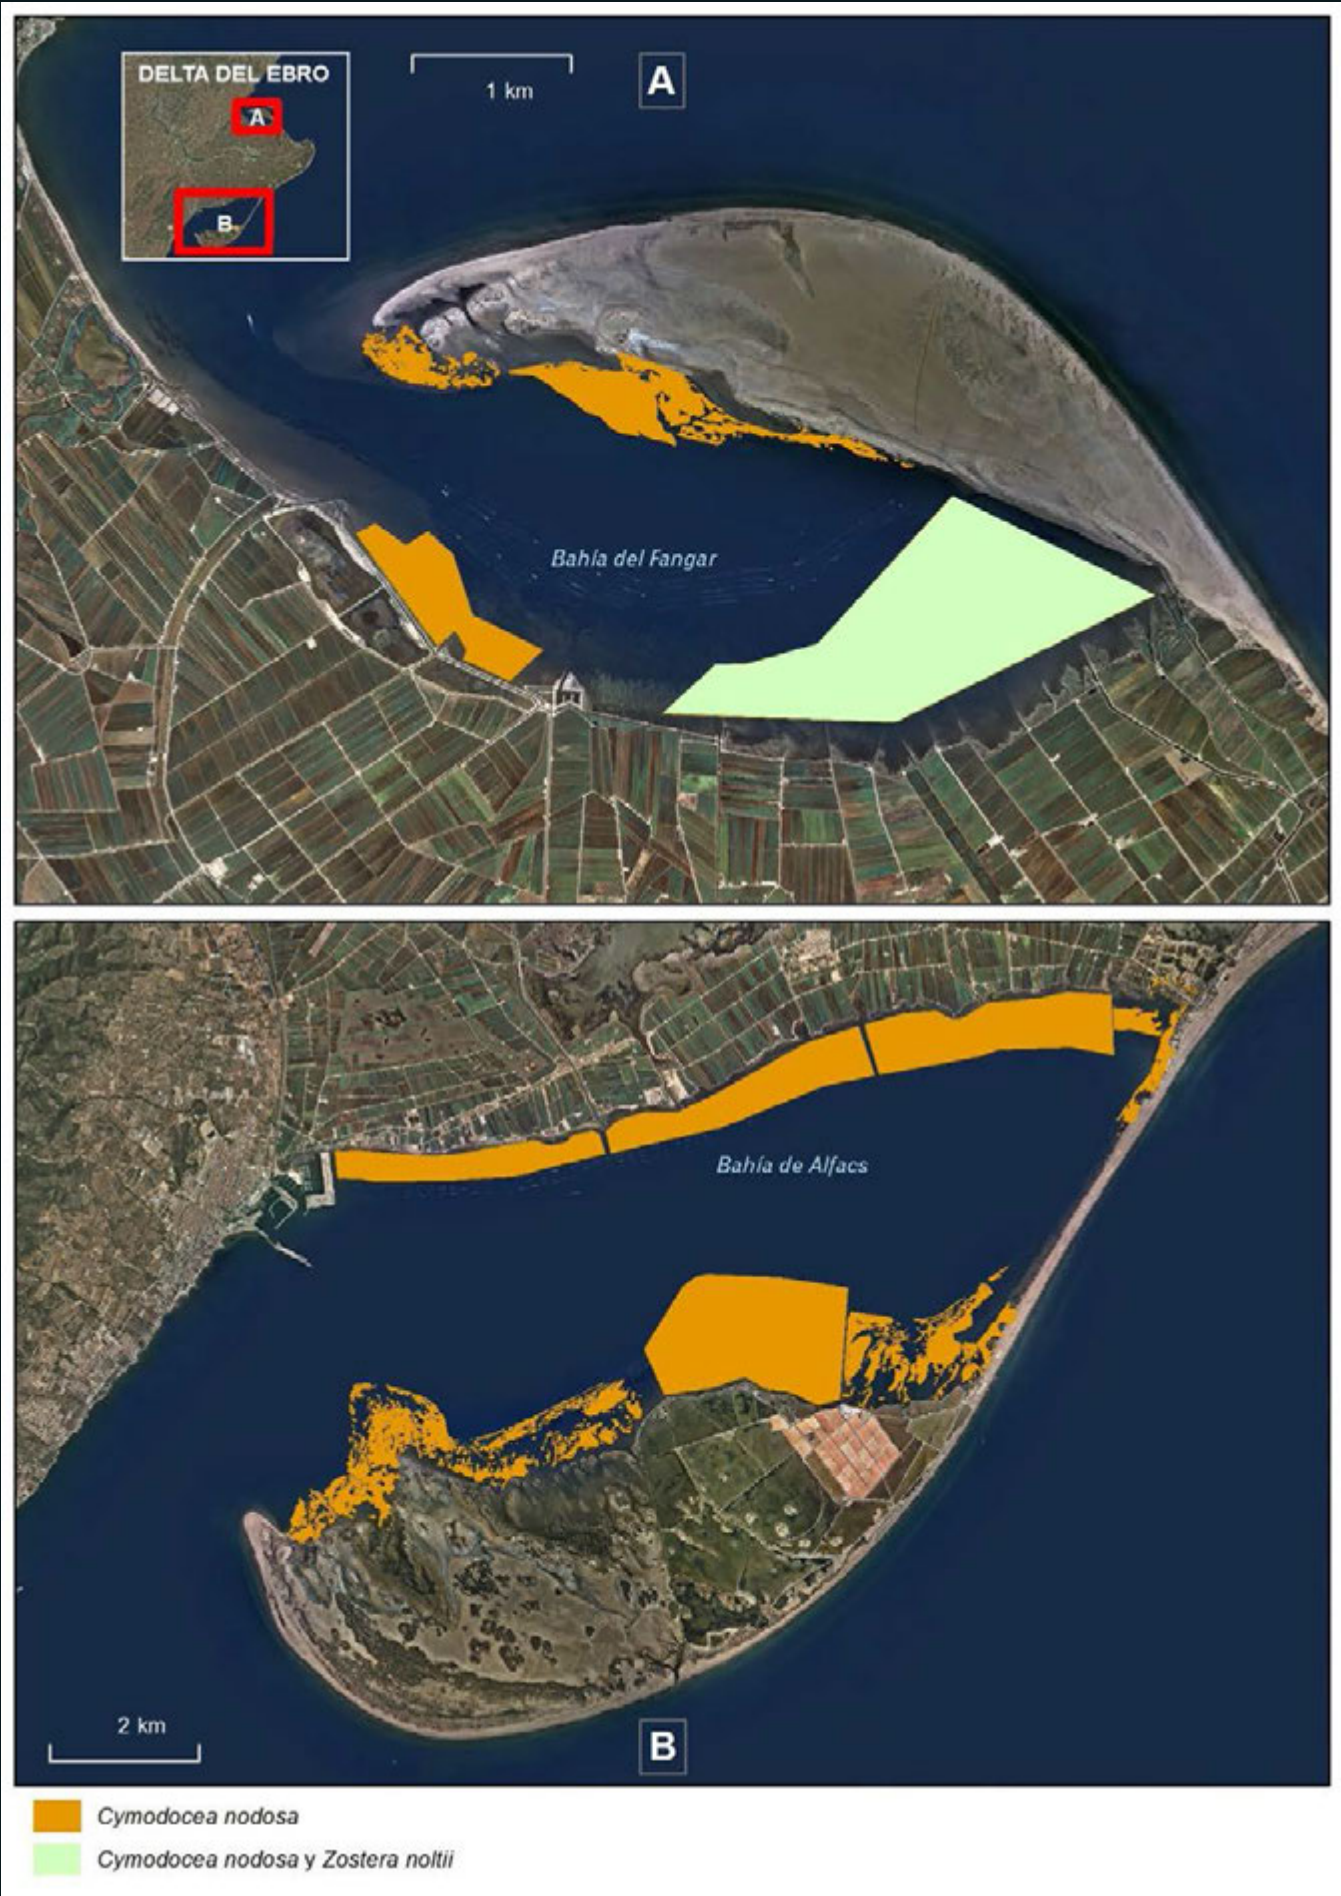 DELTA DEL EBRO
A
B
1 km
A
Bahía del Fangar
Bahía de Alfacs
2 km
B
Cymodocea nodosa
Cymodocea nodosa y Zostera noltii